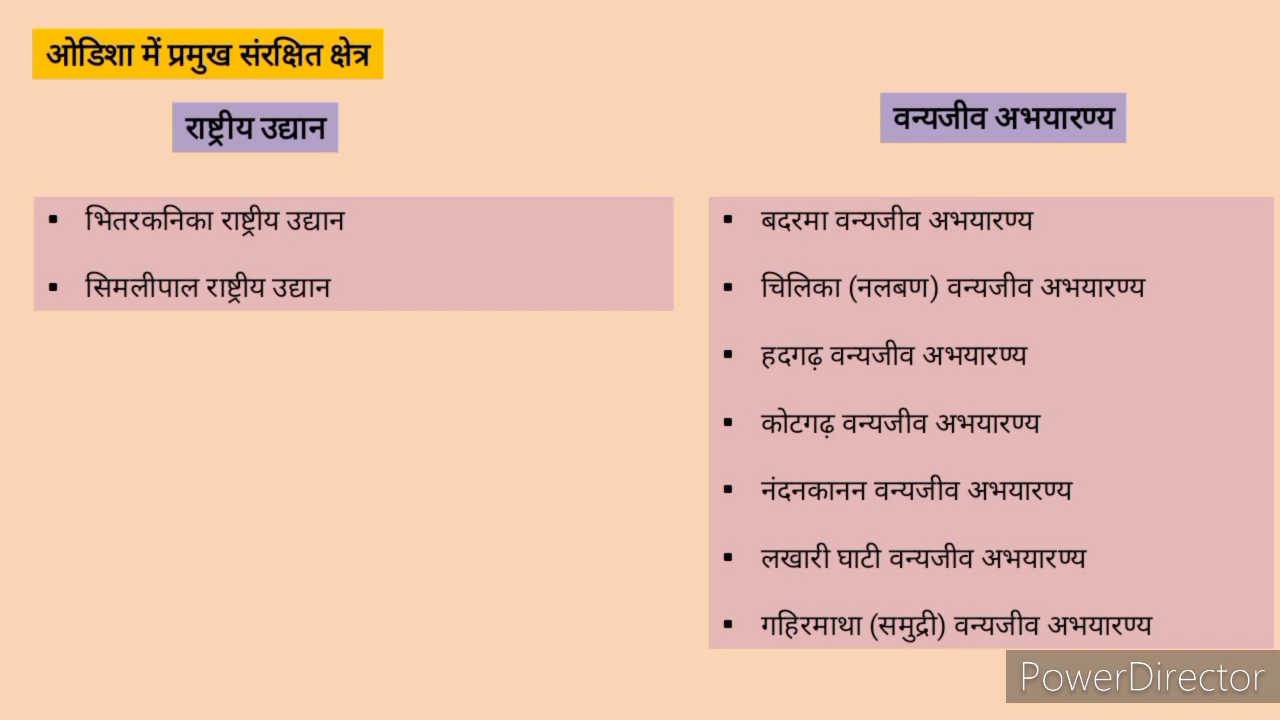 ओडिशा में प्रमुख संरक्षित क्षेत्र
राष्ट्रीय उद्यान
▪ भितरकनिका राष्ट्रीय उद्यान
▪ सिमलीपाल राष्ट्रीय उद्यान
वन्यजीव अभयारण्य
▪ बदरमा वन्यजीव अभयारण्य
▪ चिलिका (नलबण) वन्यजीव अभयारण्य
▪ हदगढ़ वन्यजीव अभयारण्य
▪ कोटगढ़ वन्यजीव अभयारण्य
▪ नंदनकानन वन्यजीव अभयारण्य
▪ लखारी घाटी वन्यजीव अभयारण्य
▪ गहिरमाथा (समुद्री) वन्यजीव अभयारण्य
PowerDirector